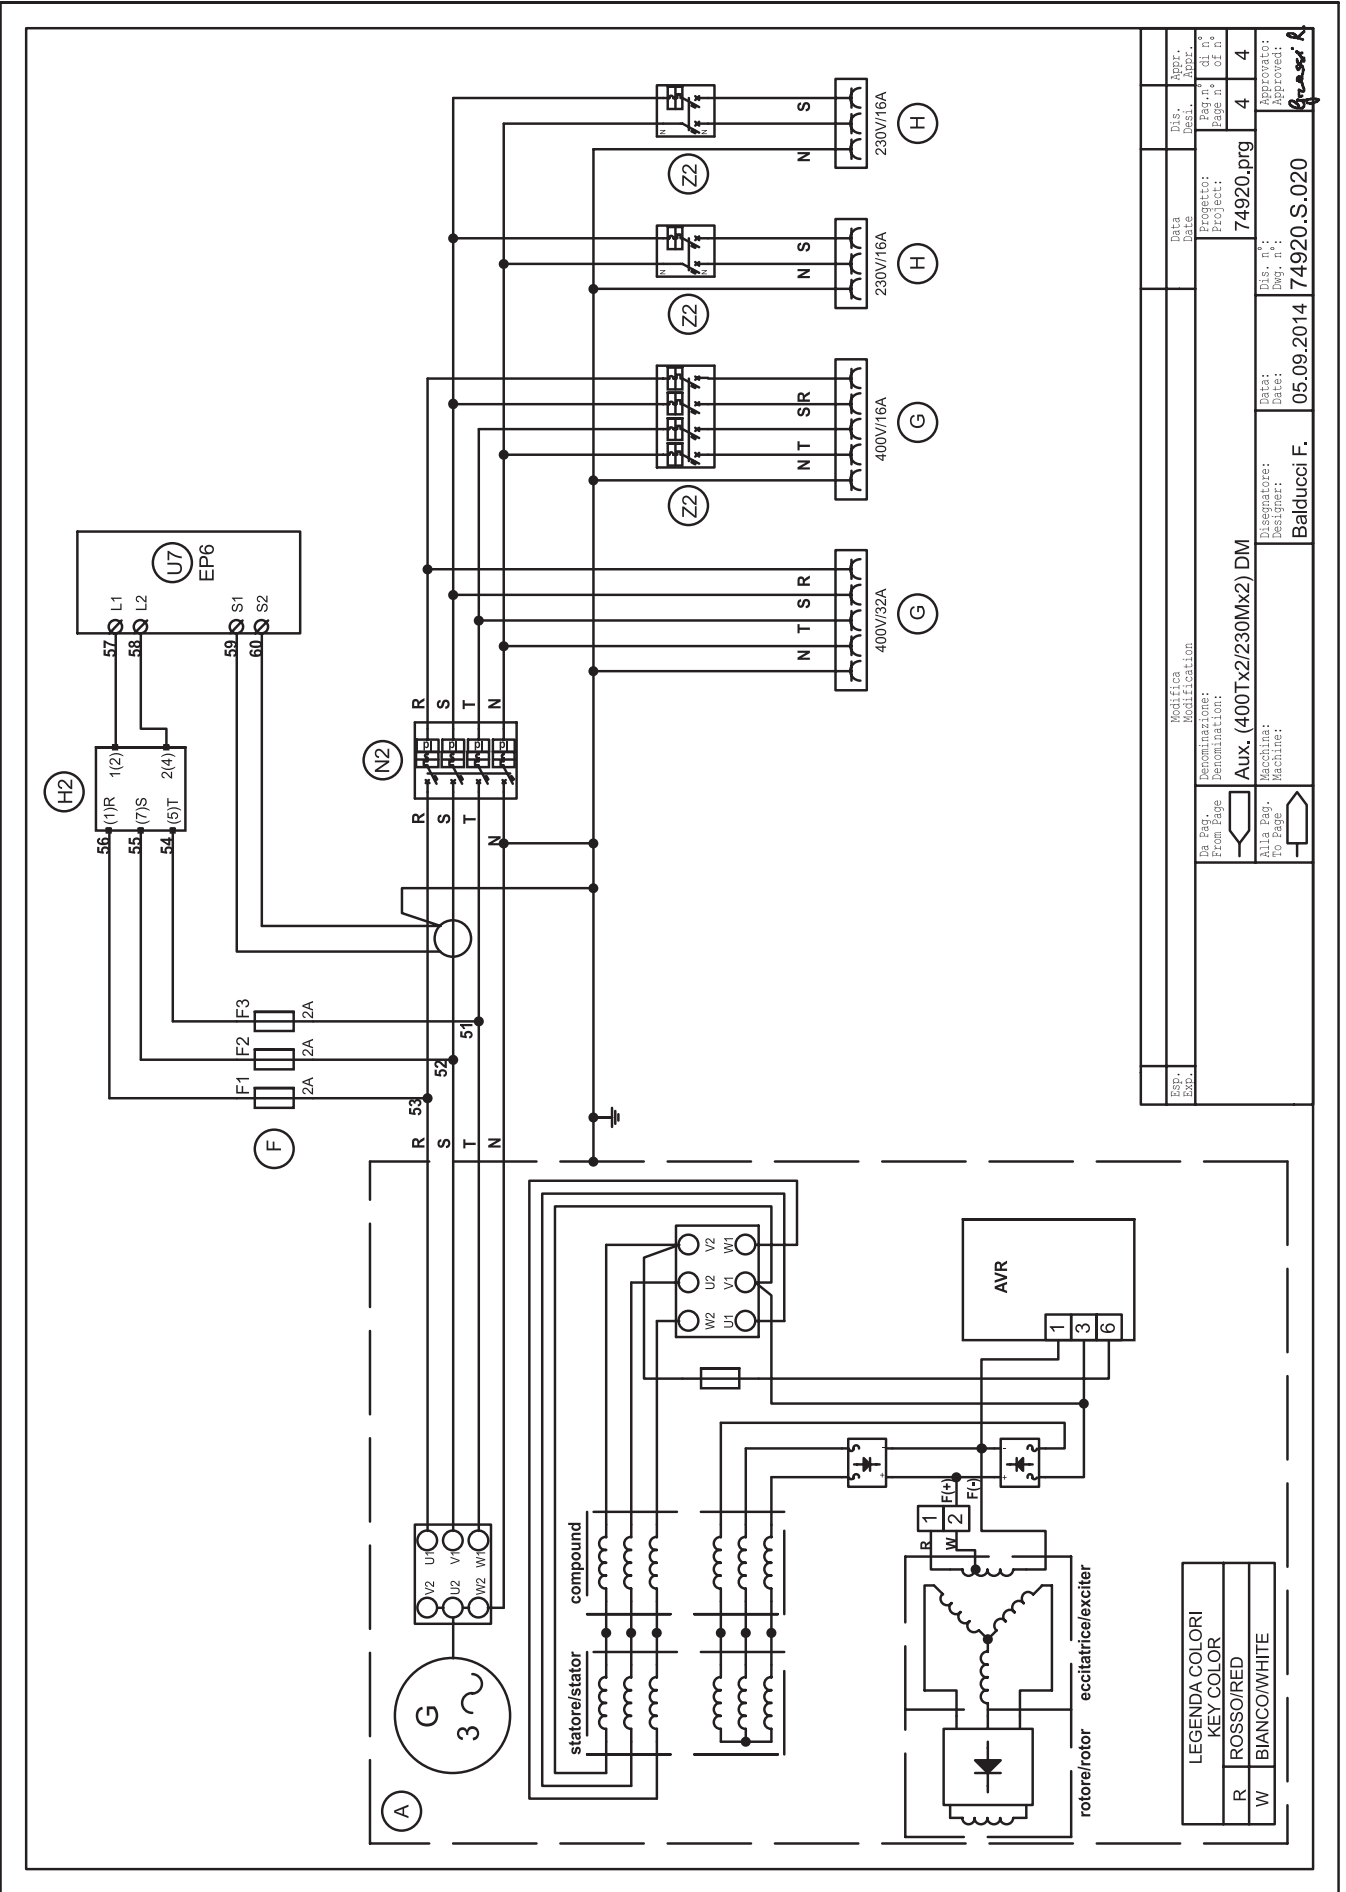 A
G
3
V2 U1
U2 V1
W2 W1
R
S
T
N
F
F1
2A
F2
2A
F3
2A
53
52
51
H2
56
55
54
(1)R
(7)S
(5)T
1(2)
2(4)
57
58
59
60
L1
L2
S1
S2
U7
EP6
N2
R
S
T
N
P
P
P
P
R
S
T
N
N T S R
400V/32A
G
Z2
N T S R
400V/16A
G
Z2
N
N
N S
230V/16A
H
Z2
N
N
N S
230V/16A
H
statore/stator
compound
W2 U2 V2
U1 V1 W1
AVR
1
3
6
- +
+ -
F(+)
F(-)
1
2
R
W
rotore/rotor
eccitatrice/exciter
LEGENDA COLORI
KEY COLOR
R ROSSO/RED
W BIANCO/WHITE
Esp.
Exp.
Modifica
Modification
Data
Date
Dis.
Desi.
Appr.
Appr.
Da Pag.
From Page
Denominazione:
Denomination:
Aux. (400Tx2/230Mx2) DM
Progetto:
Project:
74920.prg
Pag.n°
Page n°
4
di n°
of n°
4
Alla Pag.
To Page
Macchina:
Machine:
Disegnatore:
Designer:
Balducci F.
Data:
Date:
05.09.2014
Dis. n°:
Dwg. n°:
74920.S.020
Approvato:
Approved: